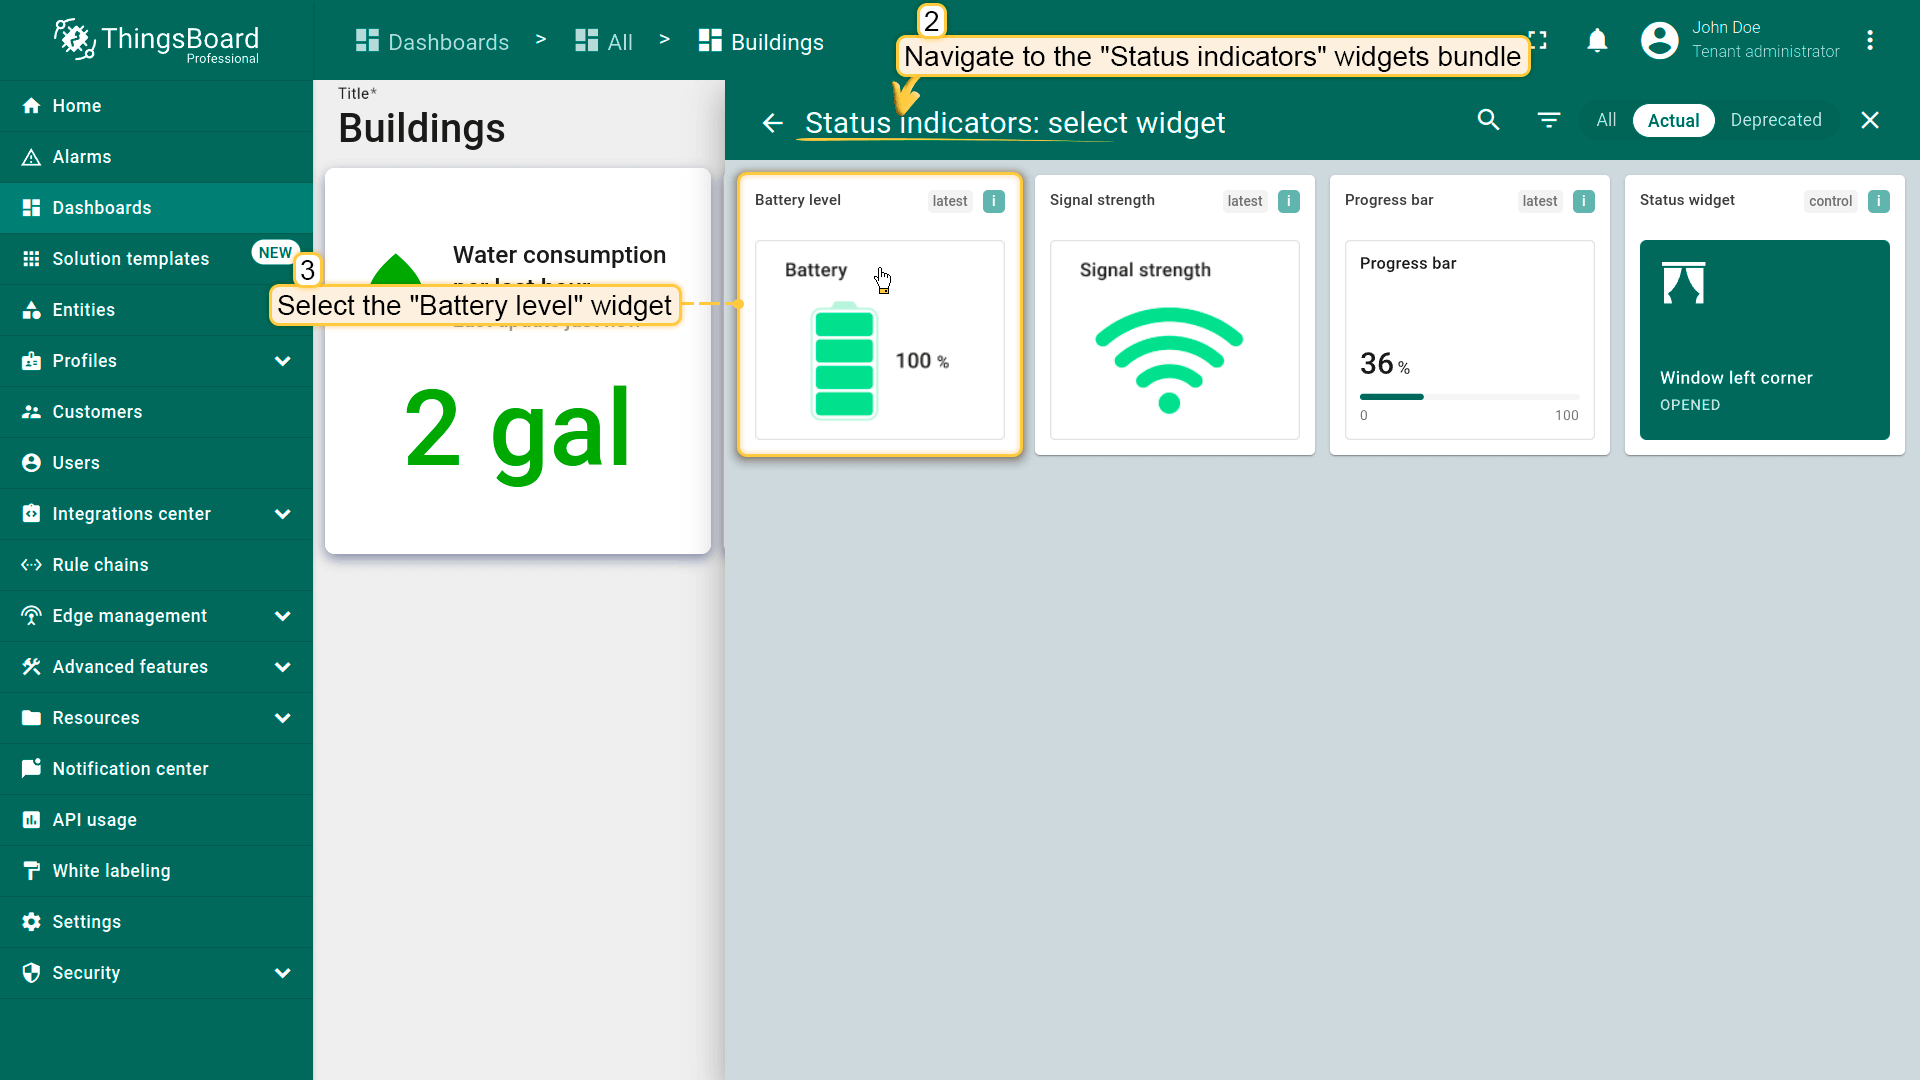 ThingsBoard
Professional
Dashboards > All > Buildings
2
Navigate to the "Status indicators" widgets bundle
John Doe
Tenant administrator
Home
Alarms
Dashboards
Solution templates
NEW
Entities
Profiles
Customers
Users
Integrations center
Rule chains
Edge management
Advanced features
Resources
Notification center
API usage
White labeling
Settings
Security
Title*
Buildings
Water consumption
per last hour
2 gal
3
Select the "Battery level" widget
Status indicators: select widget
All
Actual
Deprecated
Battery level
latest
i
Battery
100 %
Signal strength
latest
i
Signal strength
Progress bar
latest
i
Progress bar
36 %
0
100
Status widget
control
i
Window left corner
OPENED